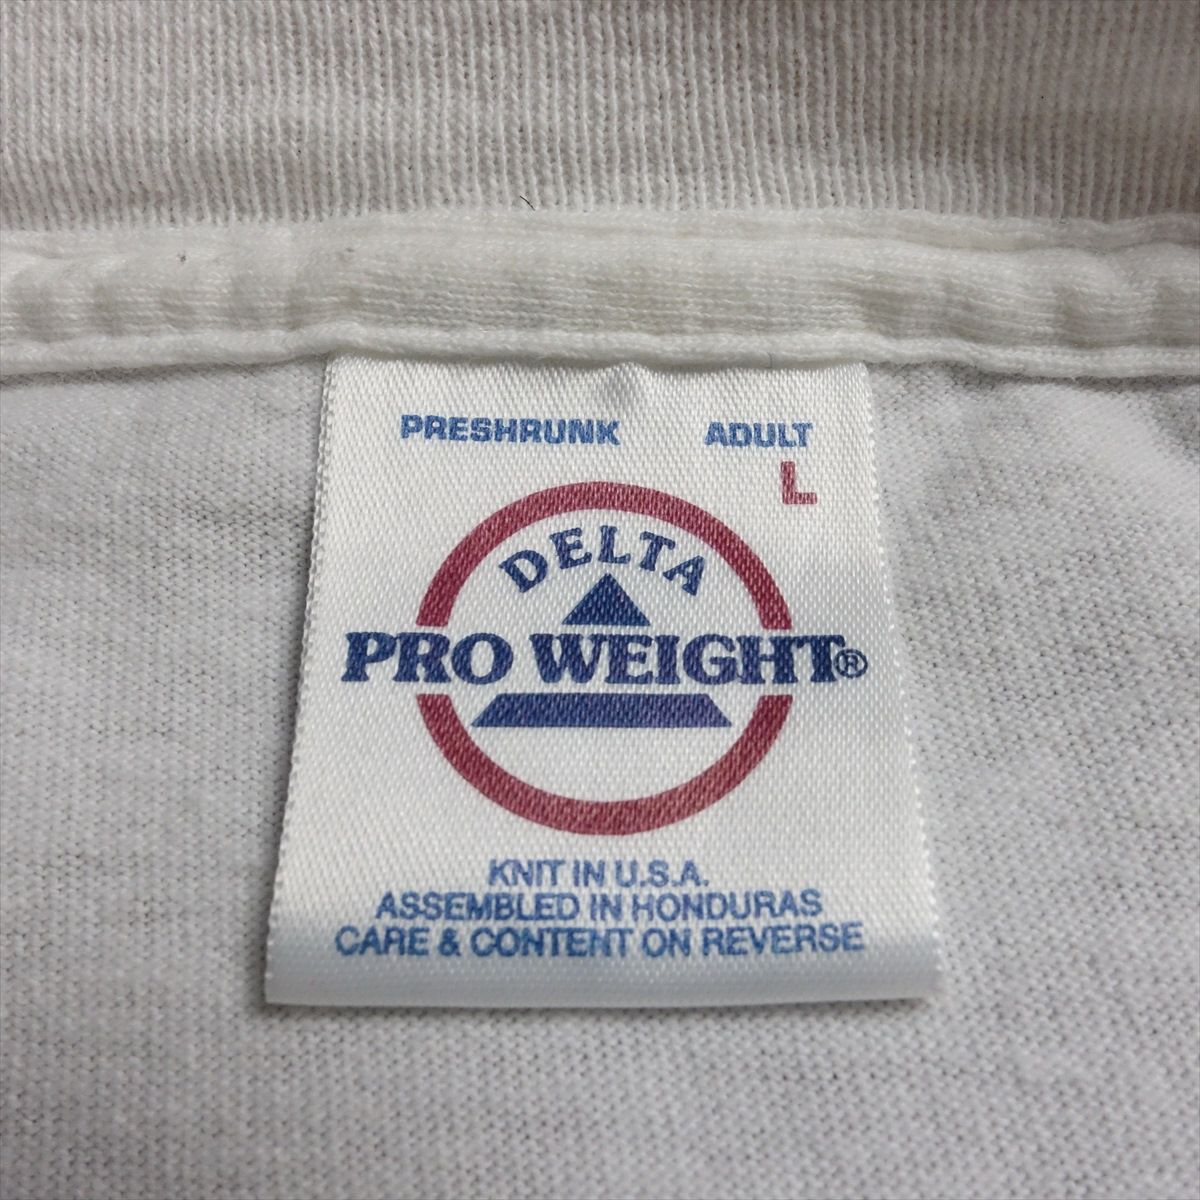 PRESHRUNK ADULT
L
DELTA
PRO WEIGHT®
KNIT IN U.S.A.
ASSEMBLED IN HONDURAS
CARE & CONTENT ON REVERSE